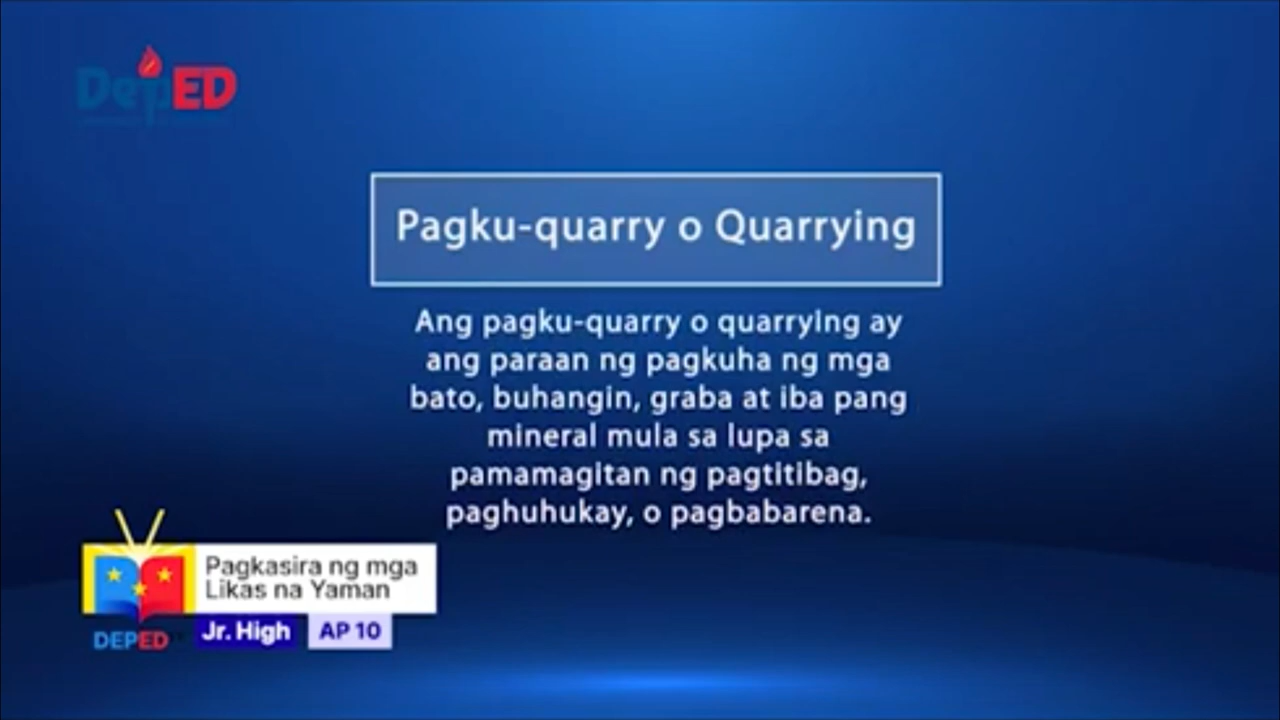 DepED
Pagku-quarry o Quarrying
Ang pagku-quarry o quarrying ay
ang paraan ng pagkuha ng mga
bato, buhangin, graba at iba pang
mineral mula sa lupa sa
pamamagitan ng pagtitibag,
paghuhukay, o pagbabarena.
Pagkasira ng mga
Likas na Yaman
DEPED
Jr. High
AP 10